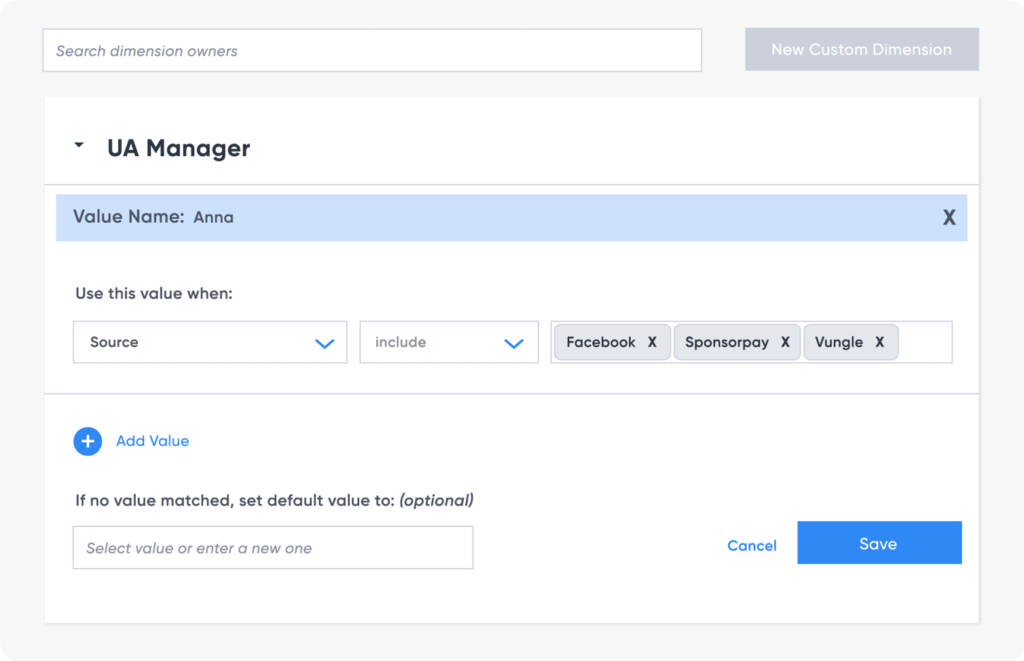 Search dimension owners
New Custom Dimension
UA Manager
Value Name: Anna X
Use this value when:
Source include Facebook X Sponsorpay X Vungle X
Add Value
If no value matched, set default value to: (optional)
Select value or enter a new one
Cancel Save